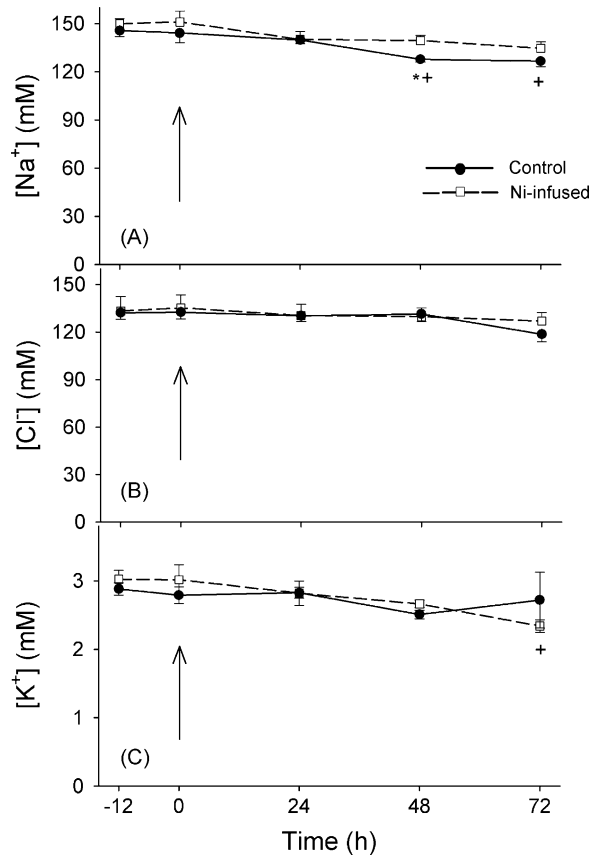 [Na+] (mM)
150
120
90
60
30
0
*+
+
Control
Ni-infused
(A)
[Cl-] (mM)
150
120
90
60
30
0
(B)
[K+] (mM)
3
2
1
0
+
(C)
-12
0
24
48
72
Time (h)